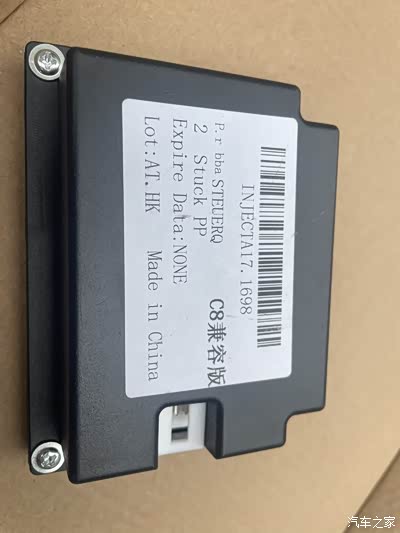 INJECTA17.1698'
'P.r bba STEUERQ
2 Stuck PP
Expire Data:NONE
C8兼容版
Lot:AT.HK Made in China
汽车之家